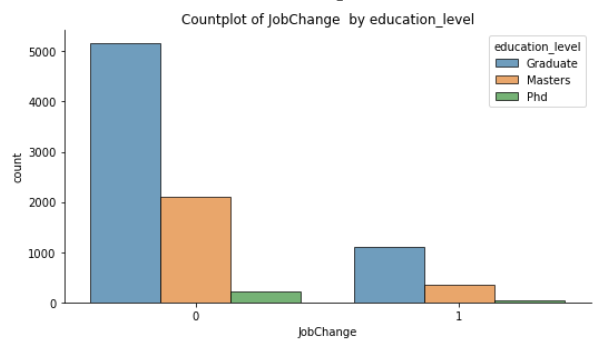 Countplot of JobChange by education_level
education_level
Graduate
Masters
Phd
5000
4000
3000
2000
1000
0
count
0
1
JobChange